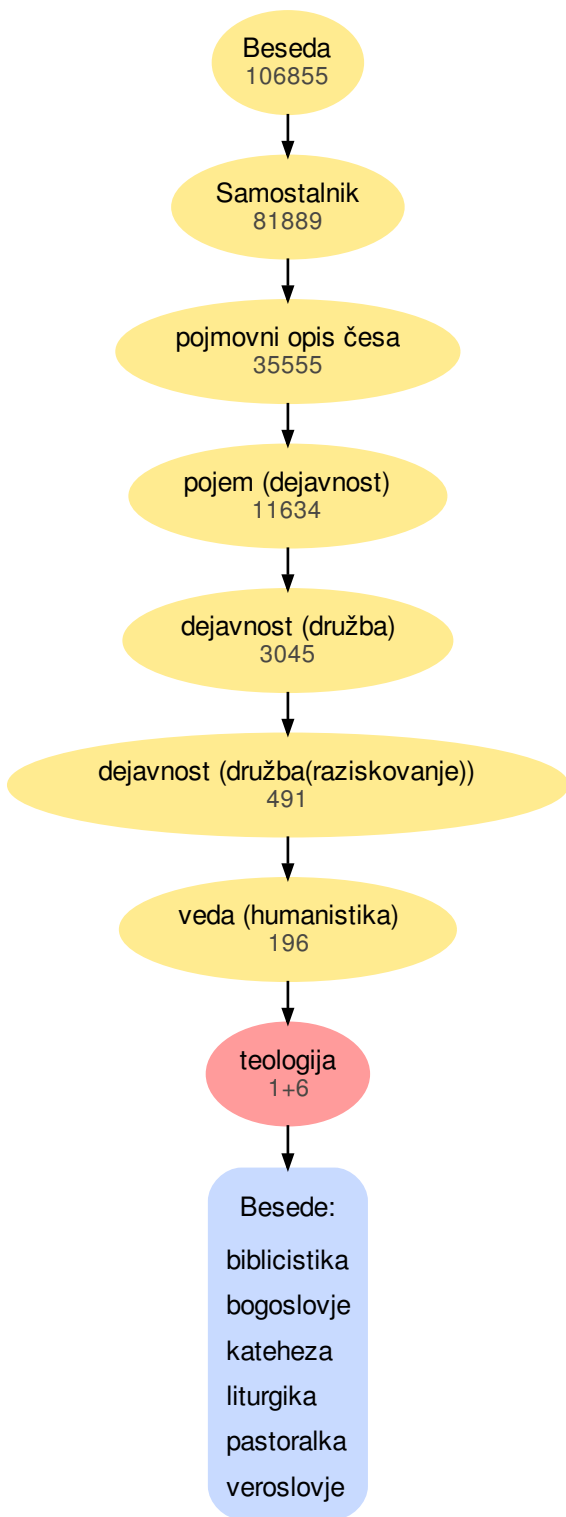 Beseda
106855
Samostalnik
81889
pojmovni opis česa
35555
pojem (dejavnost)
11634
dejavnost (družba)
3045
dejavnost (družba(raziskovanje))
491
veda (humanistika)
196
teologija
1+6
Besede:
biblicistika
bogoslovje
kateheza
liturgika
pastoralka
veroslovje